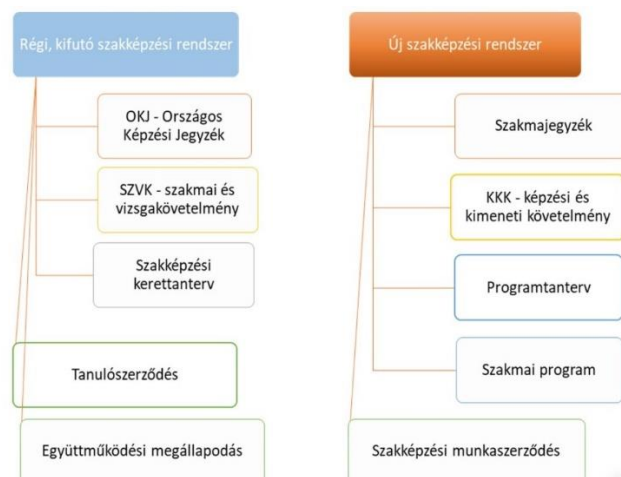 Régi, kifutó szakképzési rendszer
OKJ - Országos
Képzési Jegyzék
SZVK - szakmai és
vizsgakövetelmény
Szakképzési
kerettanterv
Tanulószerződés
Együttműködési megállapodás
Új szakképzési rendszer
Szakmajegyzék
KKK - képzési és
kimeneti követelmény
Programtanterv
Szakmai program
Szakképzési munkaszerződés